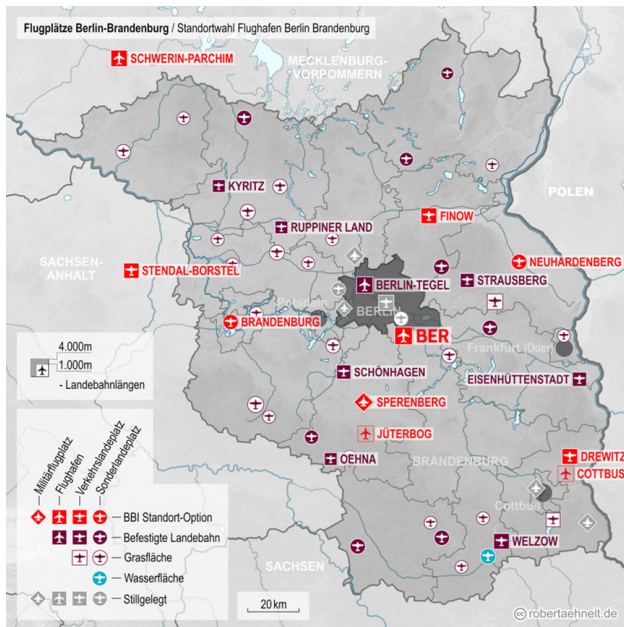 Flugplätze Berlin-Brandenburg / Standortwahl Flughafen Berlin Brandenburg
SCHWERIN-PARCHIM
MECKLENBURG-
VORPOMMERN
KYRITZ
POLEN
RUPPINER LAND
FINOW
SACHSEN-
ANHALT
STENDAL-BORSTEL
NEUHARDENBERG
BERLIN-TEGEL
STRAUSBERG
Potsdam
BERLIN
BRANDENBURG
BER
Frankfurt (Oder)
4.000m
1.000m
- Landebahnlängen
SCHÖNHAGEN
EISENHÜTTENSTADT
SPERENBERG
JÜTERBOG
OEHNA
BRANDENBURG
DREWITZ
COTTBUS
Cottbus
Militärflugplatz
Flughafen
Verkehrslandeplatz
Sonderlandeplatz
BBI Standort-Option
Befestigte Landebahn
Grasfläche
Wasserfläche
Stillgelegt
WELZOW
SACHSEN
20 km
cc robertaehnelt.de